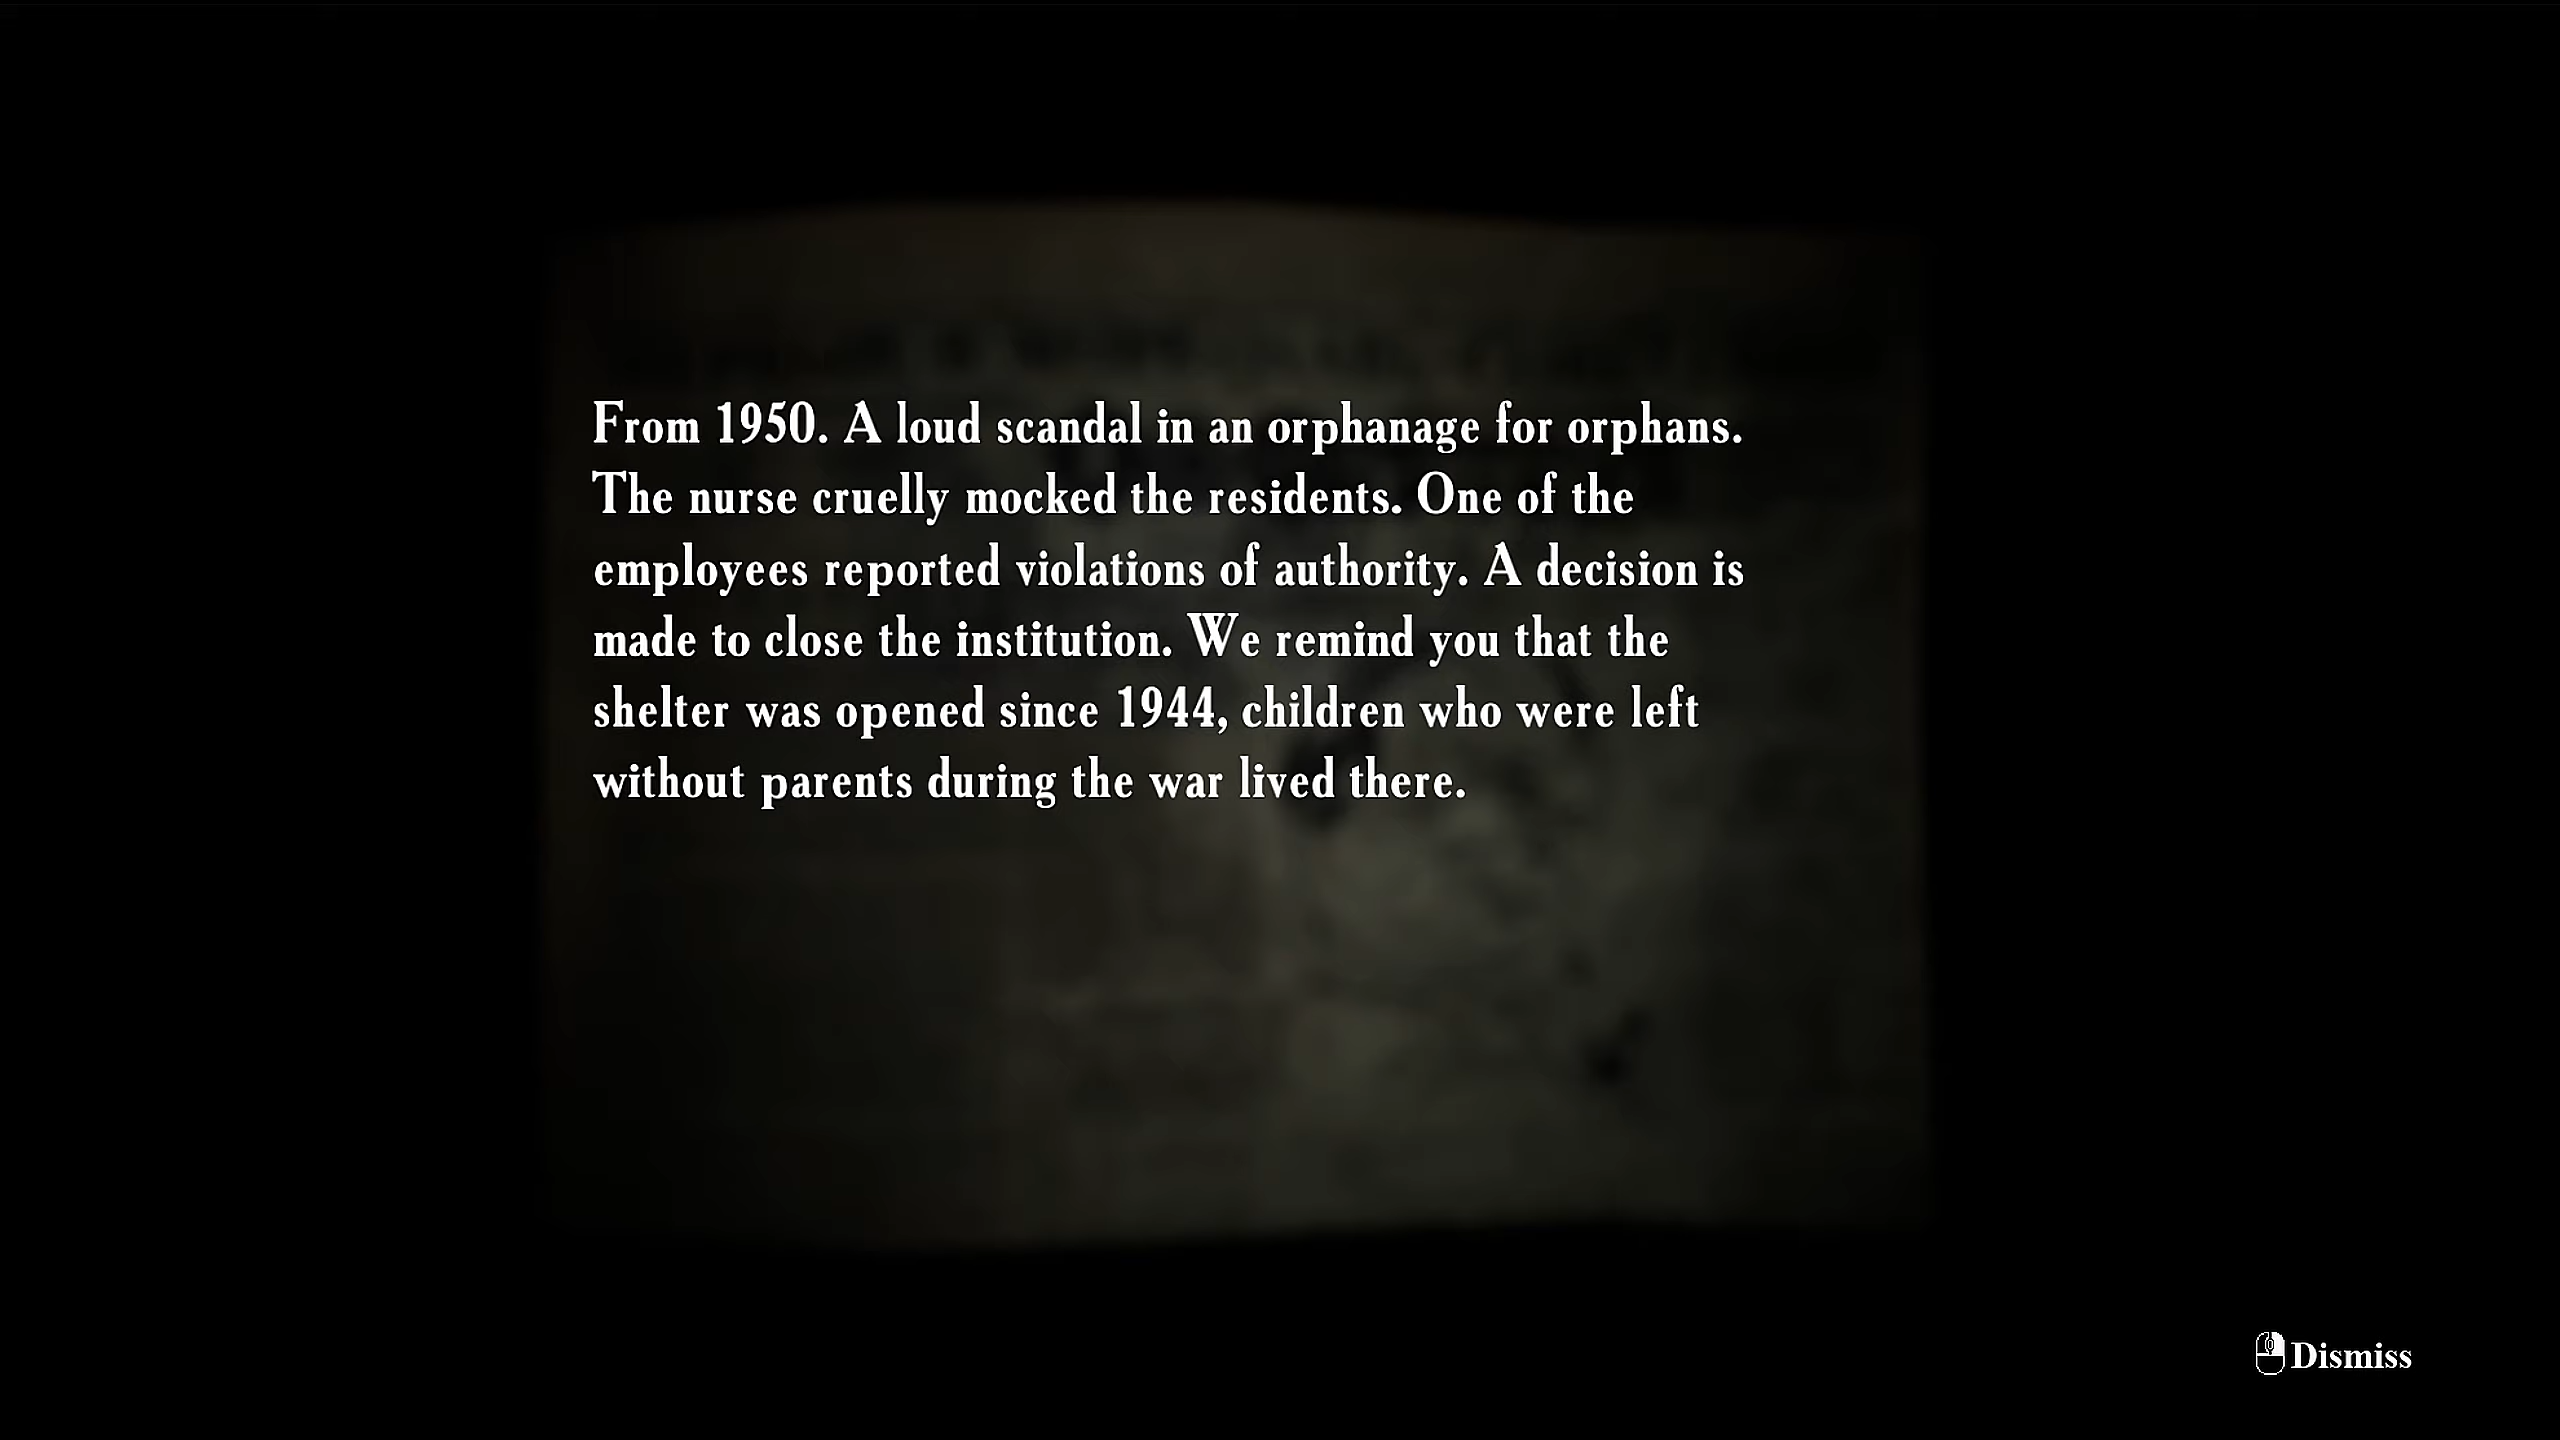 From 1950. A loud scandal in an orphanage for orphans.
The nurse cruelly mocked the residents. One of the
employees reported violations of authority. A decision is
made to close the institution. We remind you that the
shelter was opened since 1944, children who were left
without parents during the war lived there.
Dismiss